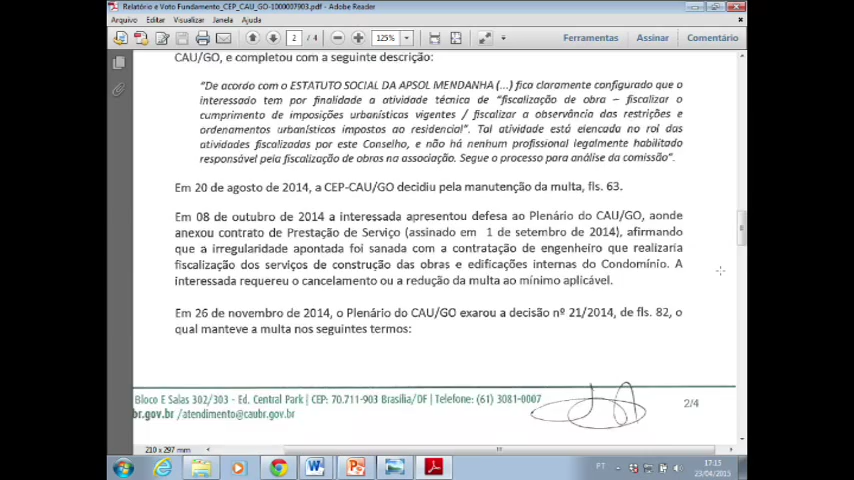 Relatório e Voto Fundamento_CEP_CAU_GO-1000007903.pdf - Adobe Reader
Arquivo Editar Visualizar Janela Ajuda
2 / 4 125% Ferramentas Assinar Comentário
CAU/GO, e completou com a seguinte descrição:
"De acordo com o ESTATUTO SOCIAL DA APSOL MENDANHA (...) fica claramente configurado que o
interessado tem por finalidade a atividade técnica de "fiscalização de obra – fiscalizar o
cumprimento de imposições urbanísticas vigentes / fiscalizar a observância das restrições e
ordenamentos urbanísticos impostos ao residencial". Tal atividade está elencada no rol das
atividades fiscalizadas por este Conselho, e não há nenhum profissional legalmente habilitado
responsável pela fiscalização de obras na associação. Segue o processo para análise da comissão".
Em 20 de agosto de 2014, a CEP-CAU/GO decidiu pela manutenção da multa, fls. 63.
Em 08 de outubro de 2014 a interessada apresentou defesa ao Plenário do CAU/GO, aonde
anexou contrato de Prestação de Serviço (assinado em 1 de setembro de 2014), afirmando
que a irregularidade apontada foi sanada com a contratação de engenheiro que realizaria
fiscalização dos serviços de construção das obras e edificações internas do Condomínio. A
interessada requereu o cancelamento ou a redução da multa ao mínimo aplicável.
Em 26 de novembro de 2014, o Plenário do CAU/GO exarou a decisão nº 21/2014, de fls. 82, o
qual manteve a multa nos seguintes termos:
Bloco E Salas 302/303 - Ed. Central Park | CEP: 70.711-903 Brasília/DF | Telefone: (61) 3081-0007
br.gov.br /atendimento@caubr.gov.br
2/4
210 x 297 mm
PT 17:15
23/04/2015